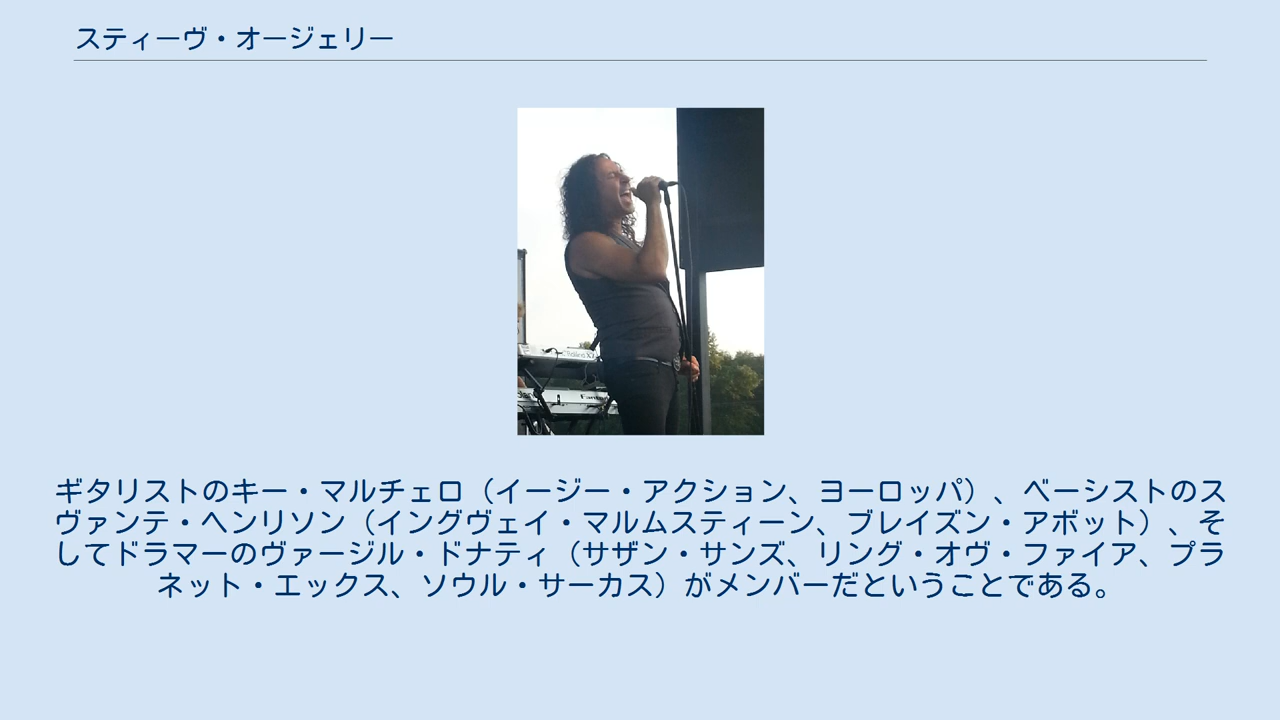 スティーヴ・オージェリー
ギタリストのキー・マルチェロ（イージー・アクション、ヨーロッパ）、ベーシストのス
ヴァンテ・ヘンリソン（イングヴェイ・マルムスティーン、ブレイズン・アボット）、そ
してドラマーのヴァージル・ドナティ（サザン・サンズ、リング・オヴ・ファイア、プラ
ネット・エックス、ソウル・サーカス）がメンバーだということである。